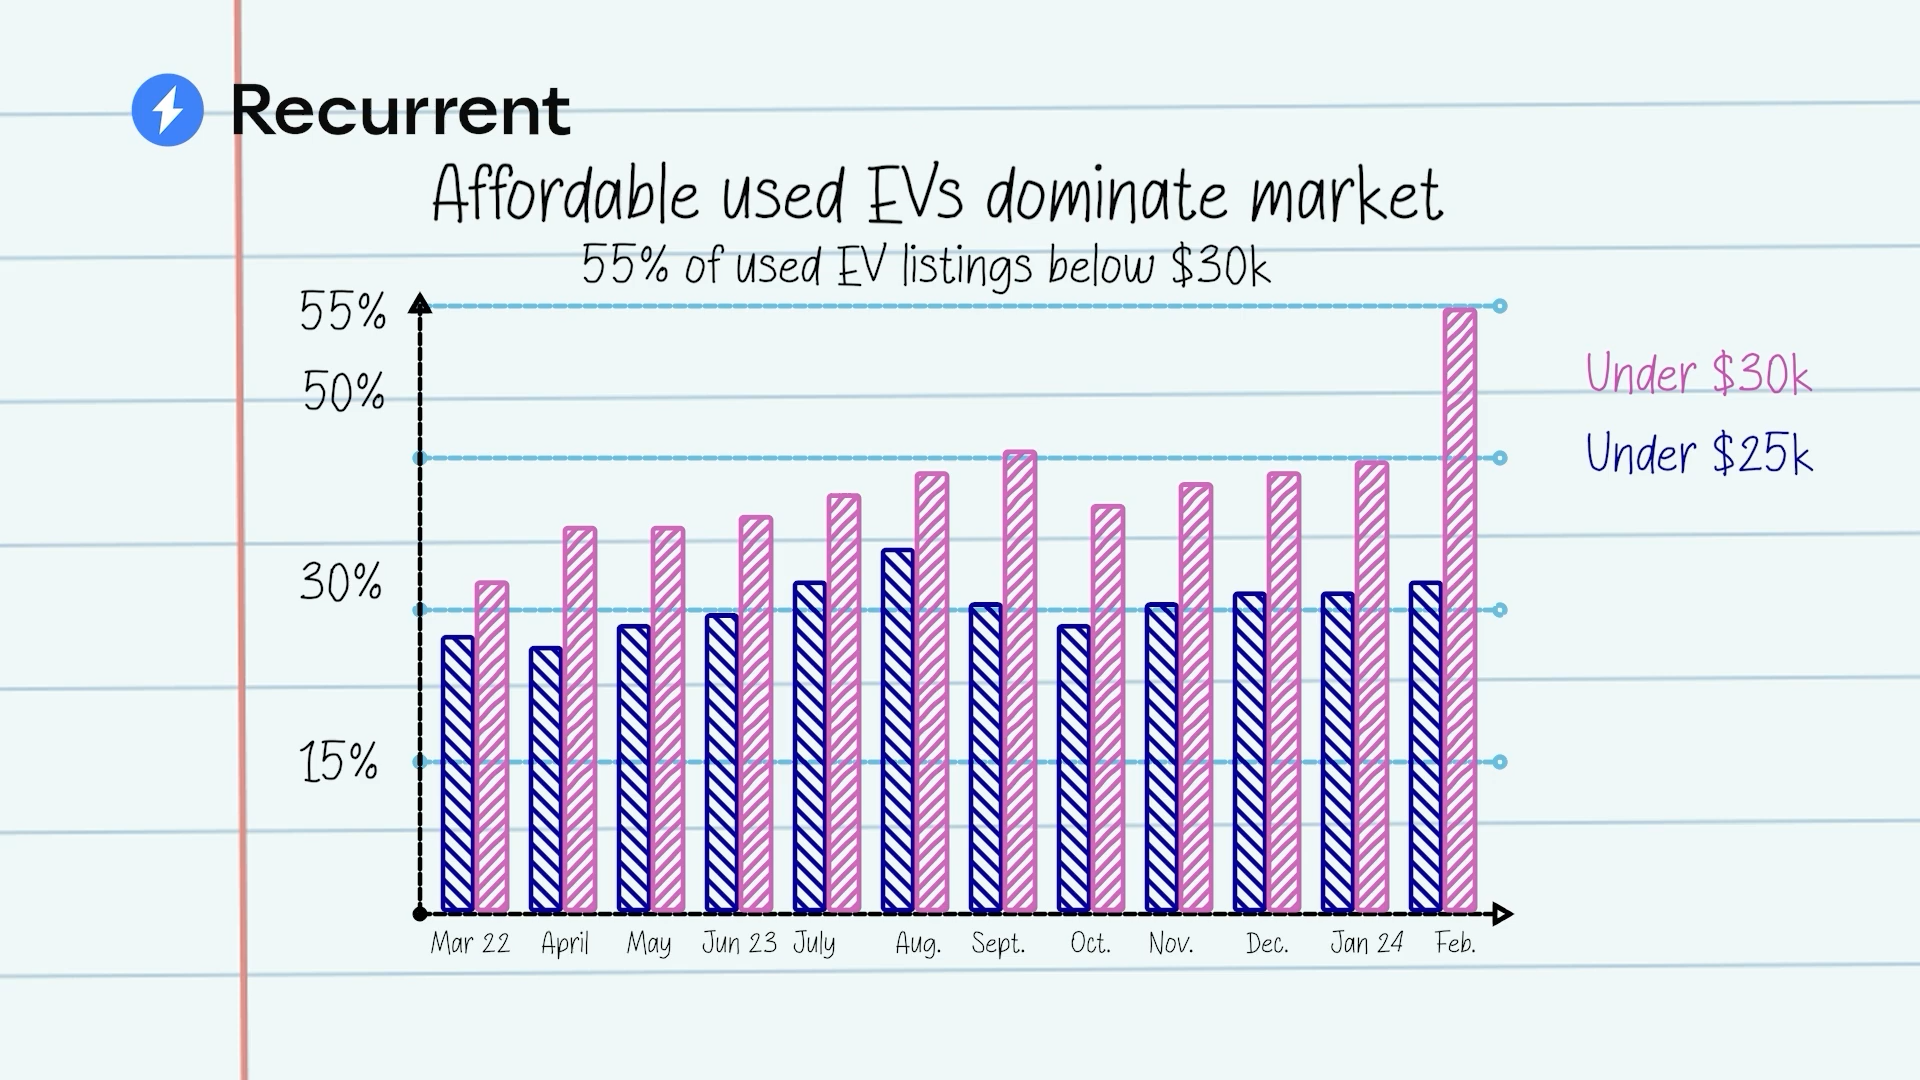 Recurrent
Affordable used EVs dominate market
55% of used EV listings below $30k
55%
50%
30%
15%
Under $30k
Under $25k
Mar 22 April May Jun 23 July Aug. Sept. Oct. Nov. Dec. Jan 24 Feb.